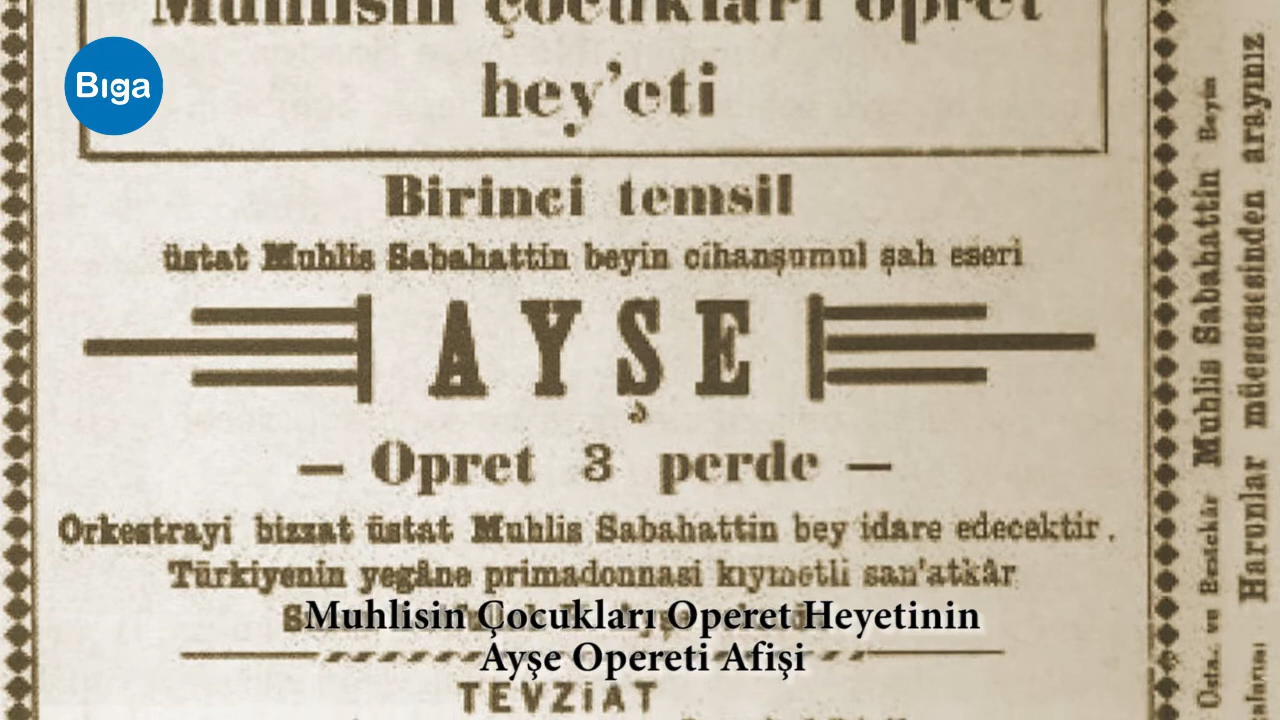 Muhlisin çocukları opret
hey'eti
Bıga
Birinci temsil
üstat Muhlis Sabahattin beyin cihanşumul şah eseri
AYŞE
— Opret 3 perde —
Orkestrayi bizzat üstat Muhlis Sabahattin bey idare edecektir.
Türkiyenin yegâne primadonnasi kıymetli san'atkâr
Muhlisin Çocukları Operet Heyetinin
Ayşe Opereti Afişi
TEVZiAT
Üsta. ve Bestekâr Muhlis Sabahattin Beyin
Harunlar müessesesinden arayınız